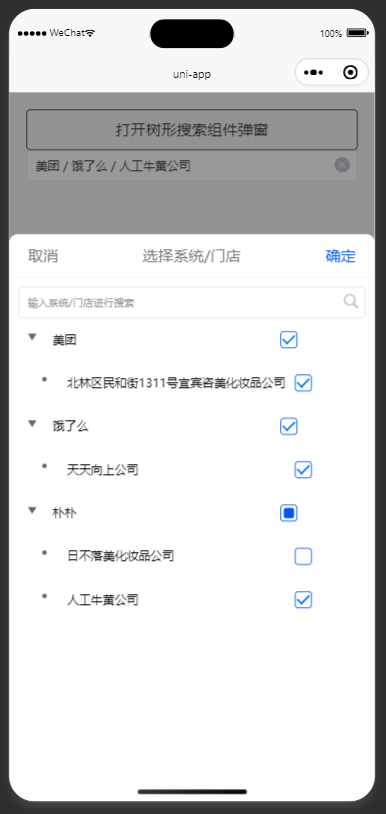 WeChat
100%
uni-app
打开树形搜索组件弹窗
美团 / 饿了么 / 人工牛黄公司
取消
选择系统/门店
确定
输入系统/门店进行搜索
美团
北林区民和街1311号宜宾咨美化妆品公司
饿了么
天天向上公司
朴朴
日不落美化妆品公司
人工牛黄公司